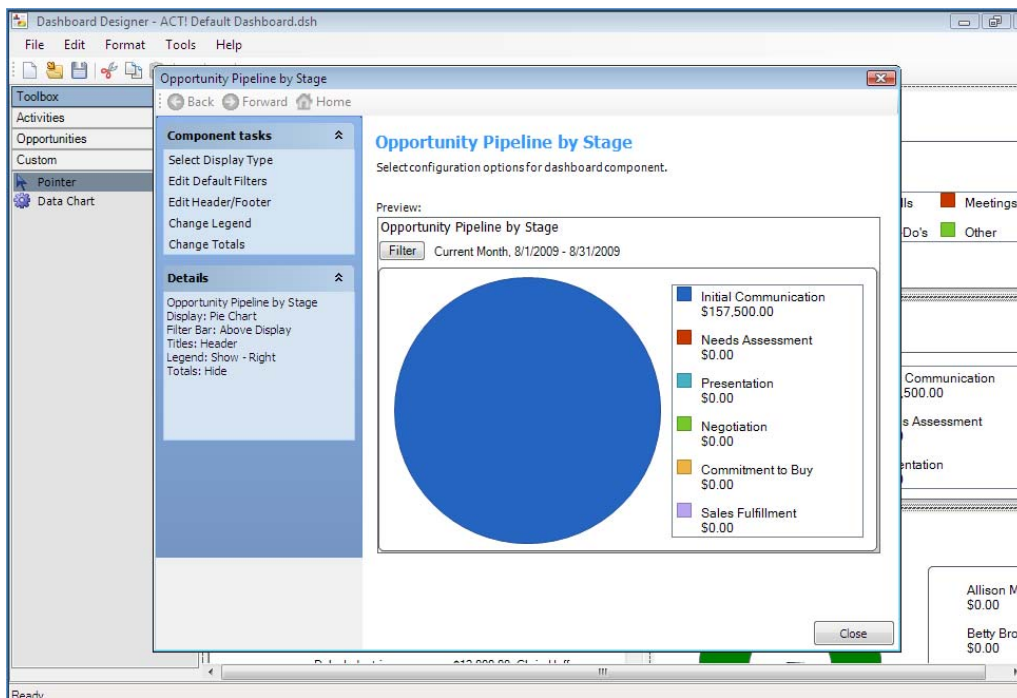 Dashboard Designer - ACT! Default Dashboard.dsh
File Edit Format Tools Help
Opportunity Pipeline by Stage
Back Forward Home
Toolbox
Activities
Opportunities
Custom
Pointer
Data Chart
Component tasks
Select Display Type
Edit Default Filters
Edit Header/Footer
Change Legend
Change Totals
Details
Opportunity Pipeline by Stage
Display: Pie Chart
Filter Bar: Above Display
Titles: Header
Legend: Show - Right
Totals: Hide
Opportunity Pipeline by Stage
Select configuration options for dashboard component.
Preview:
Opportunity Pipeline by Stage
Filter Current Month, 8/1/2009 - 8/31/2009
Initial Communication
$157,500.00
Needs Assessment
$0.00
Presentation
$0.00
Negotiation
$0.00
Commitment to Buy
$0.00
Sales Fulfillment
$0.00
Close
lls Meetings
-Do's Other
Communication
,500.00
s Assessment
entation
Allison M
$0.00
Betty Bro
$0.00
Ready